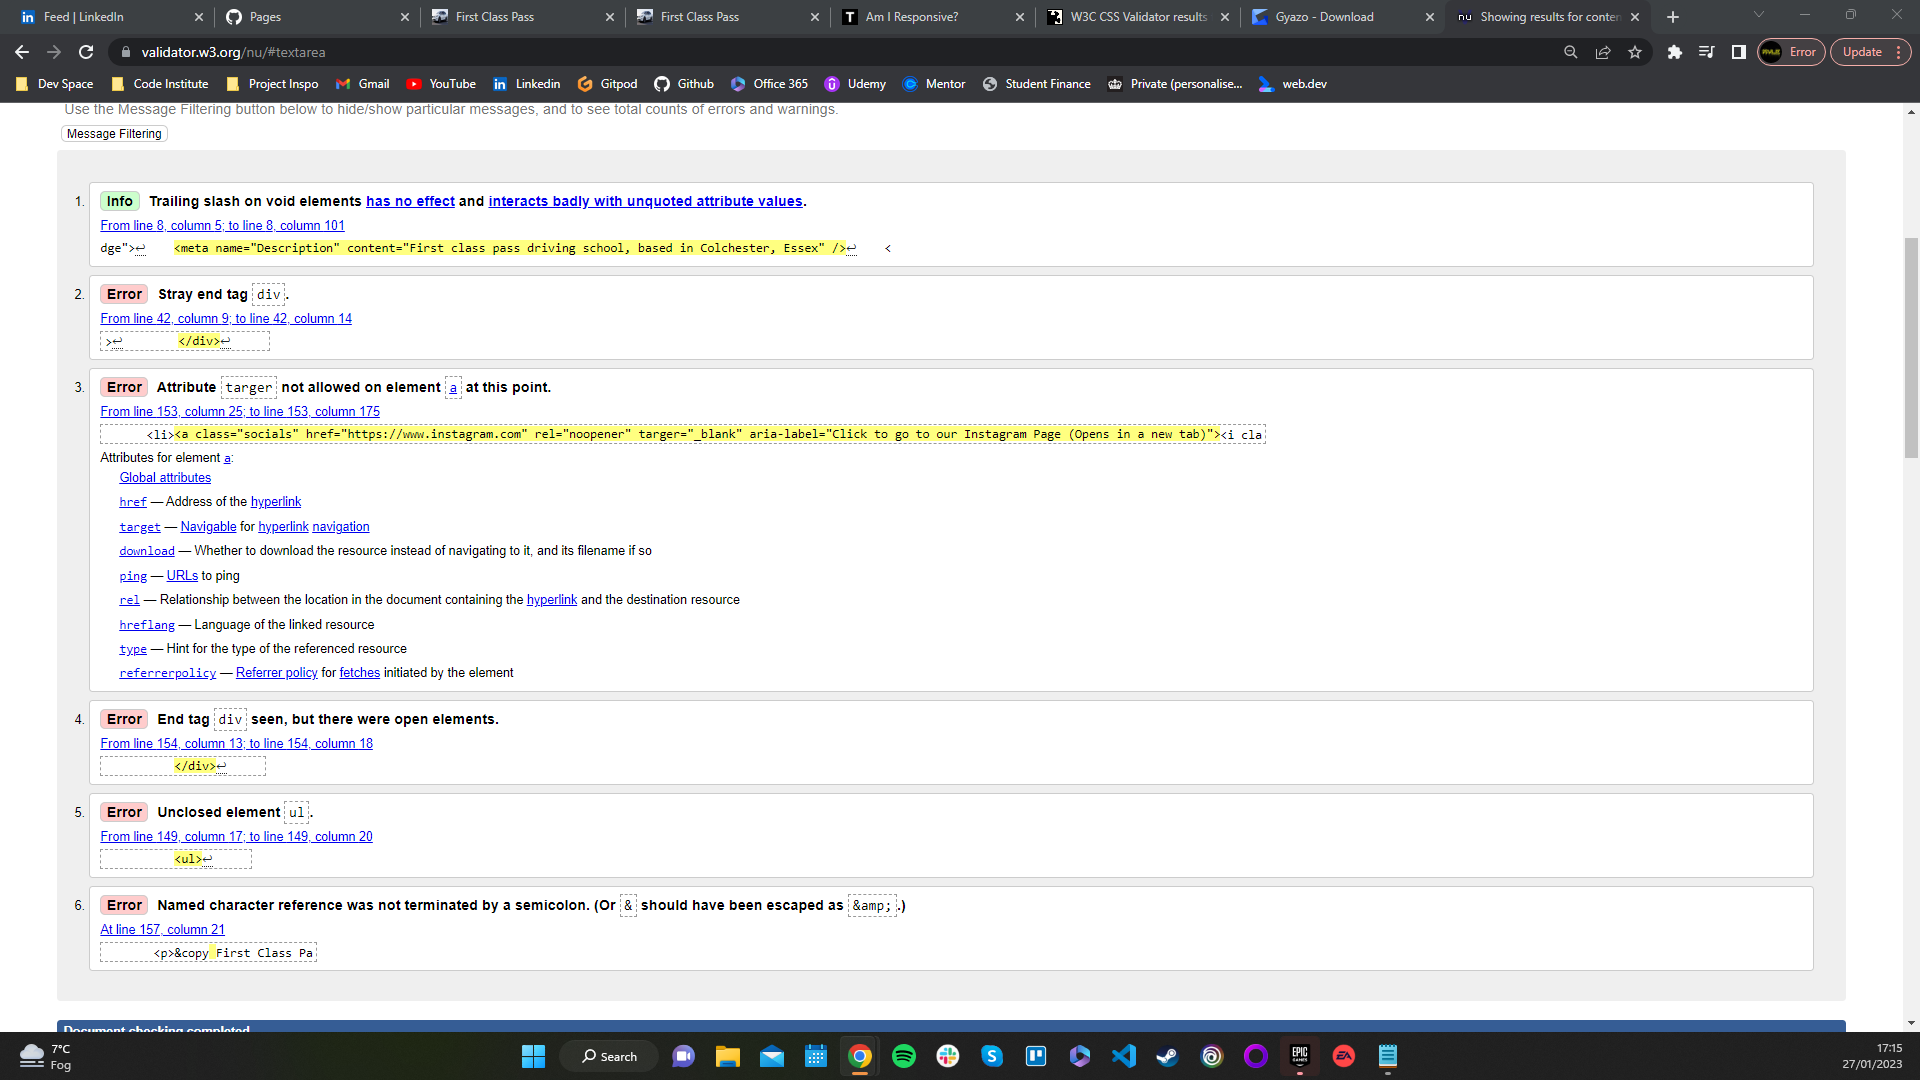 Feed | LinkedIn
Pages
First Class Pass
First Class Pass
Am I Responsive?
W3C CSS Validator results
Gyazo - Download
Showing results for conten
validator.w3.org/nu/#textarea
Error
Update
Dev Space
Code Institute
Project Inspo
Gmail
YouTube
Linkedin
Gitpod
Github
Office 365
Udemy
Mentor
Student Finance
Private (personalise...
web.dev
Use the Message Filtering button below to hide/show particular messages, and to see total counts of errors and warnings.
Message Filtering
1. Info Trailing slash on void elements has no effect and interacts badly with unquoted attribute values.
From line 8, column 5; to line 8, column 101
dge">↩ <meta name="Description" content="First class pass driving school, based in Colchester, Essex" />↩ <
2. Error Stray end tag div.
From line 42, column 9; to line 42, column 14
>↩ </div>↩
3. Error Attribute targer not allowed on element a at this point.
From line 153, column 25; to line 153, column 175
<li><a class="socials" href="https://www.instagram.com" rel="noopener" targer="_blank" aria-label="Click to go to our Instagram Page (Opens in a new tab)"><i cla
Attributes for element a:
Global attributes
href — Address of the hyperlink
target — Navigable for hyperlink navigation
download — Whether to download the resource instead of navigating to it, and its filename if so
ping — URLs to ping
rel — Relationship between the location in the document containing the hyperlink and the destination resource
hreflang — Language of the linked resource
type — Hint for the type of the referenced resource
referrerpolicy — Referrer policy for fetches initiated by the element
4. Error End tag div seen, but there were open elements.
From line 154, column 13; to line 154, column 18
</div>↩
5. Error Unclosed element ul.
From line 149, column 17; to line 149, column 20
<ul>↩
6. Error Named character reference was not terminated by a semicolon. (Or & should have been escaped as &amp;.)
At line 157, column 21
<p>&copy First Class Pa
Document checking completed.
7°C
Fog
Search
EPIC GAMES
EA
17:15
27/01/2023